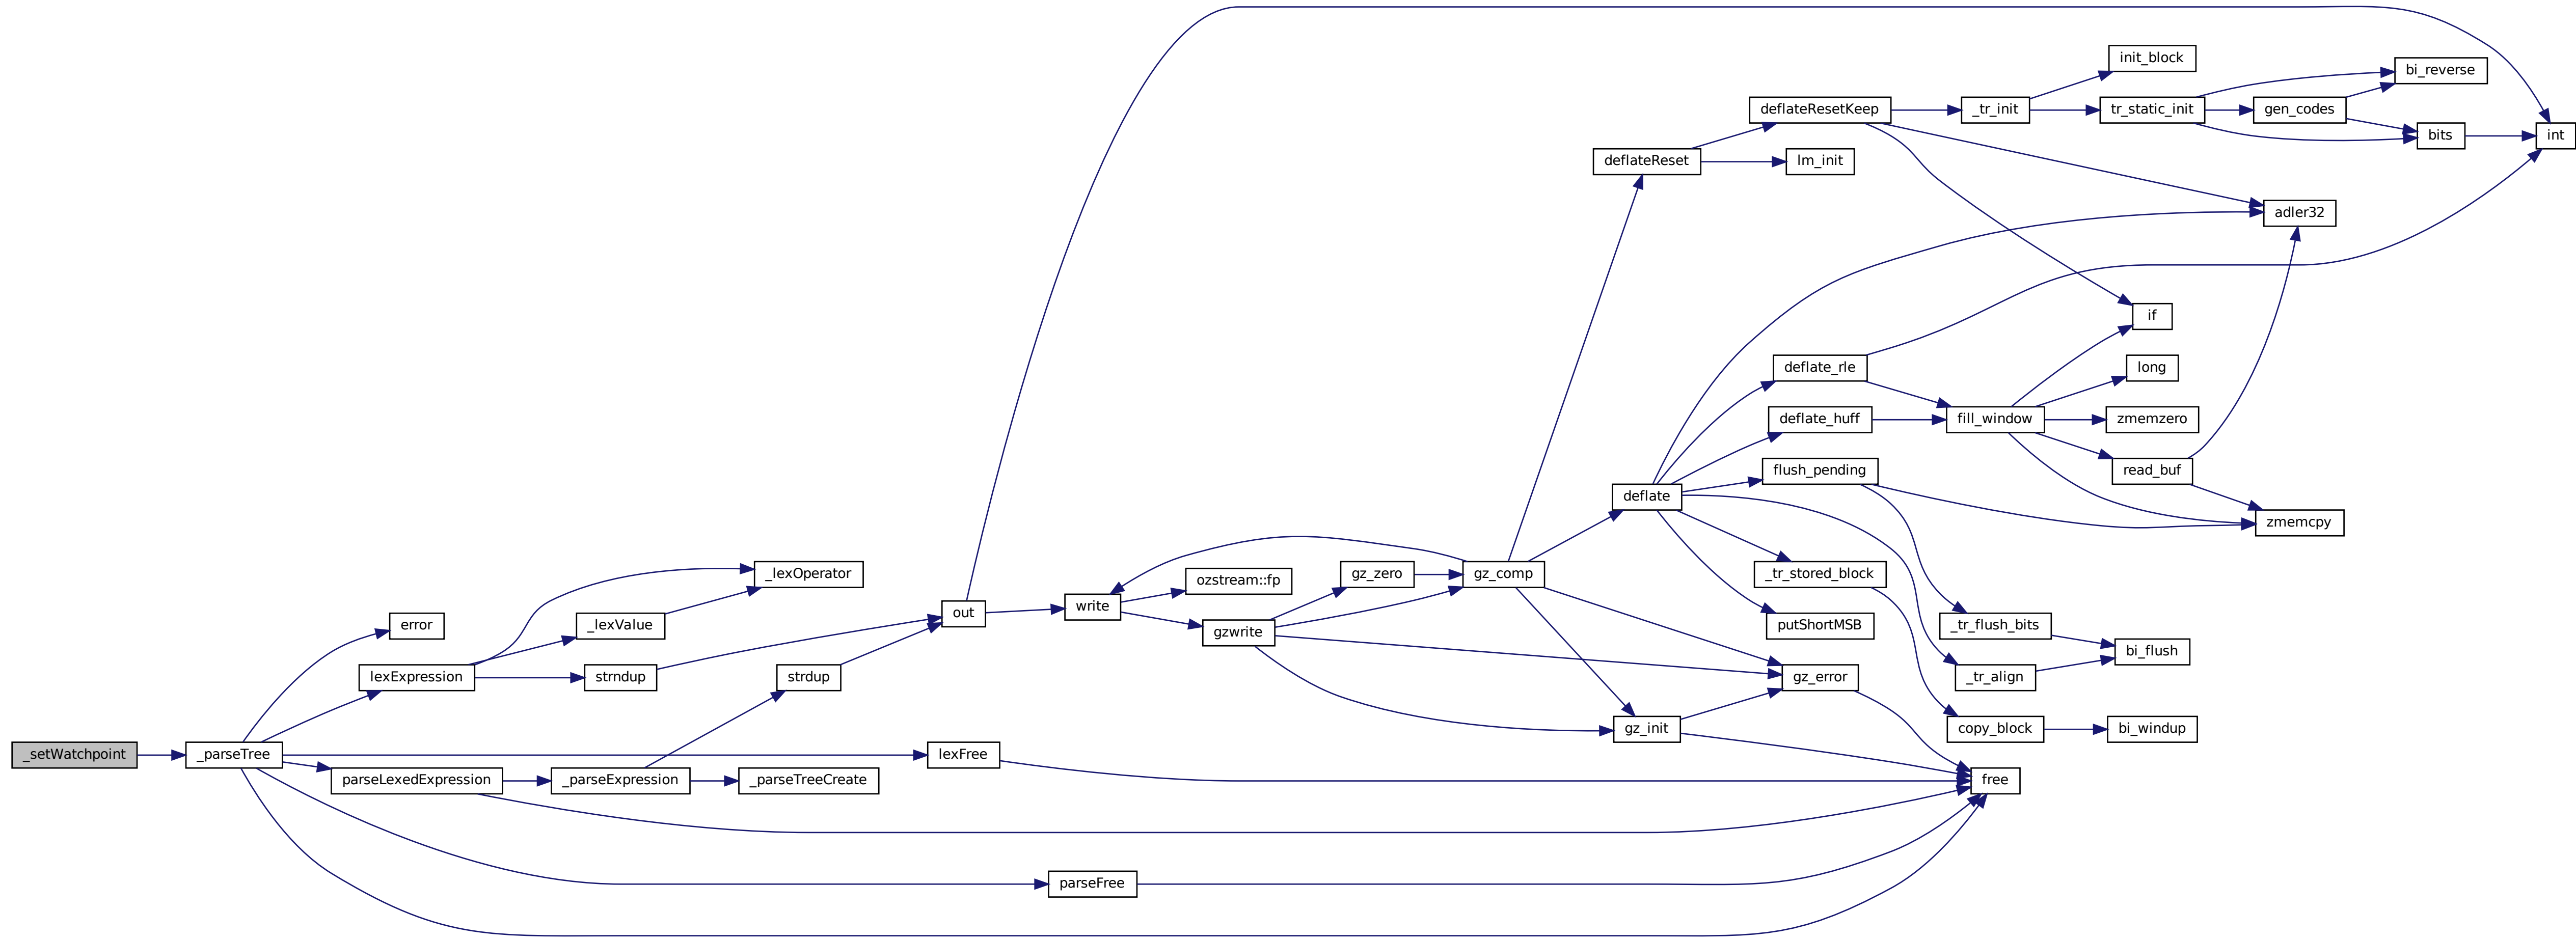 _setWatchpoint
_parseTree
error
lexExpression
parseLexedExpression
_lexValue
strndup
_parseExpression
_lexOperator
strdup
_parseTreeCreate
out
lexFree
parseFree
write
ozstream::fp
gzwrite
gz_zero
gz_comp
deflateReset
deflate
gz_init
deflateResetKeep
lm_init
deflate_rle
deflate_huff
flush_pending
_tr_stored_block
putShortMSB
gz_error
_tr_init
fill_window
_tr_flush_bits
_tr_align
copy_block
free
init_block
tr_static_init
if
long
zmemzero
read_buf
bi_flush
bi_windup
gen_codes
adler32
zmemcpy
bi_reverse
bits
int